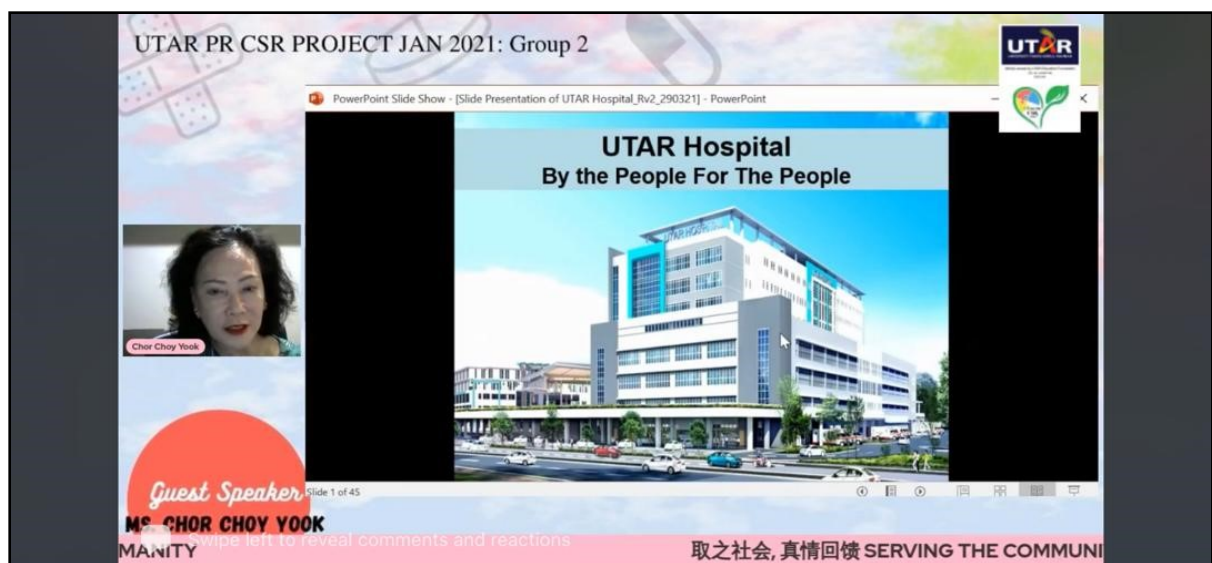 UTAR PR CSR PROJECT JAN 2021: Group 2
UTAR
PowerPoint Slide Show - [Slide Presentation of UTAR Hospital_Rv2_290321] - PowerPoint
UTAR Hospital
By the People For The People
Chor Choy Yook
Guest Speaker
Slide 1 of 45
MS. CHOR CHOY YOOK
Swipe left to reveal comments and reactions
MANITY
取之社会, 真情回馈 SERVING THE COMMUNI